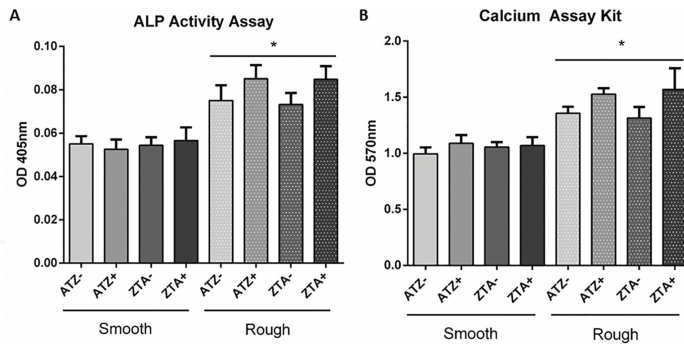 A
ALP Activity Assay
*
OD 405nm
0.10
0.08
0.06
0.04
0.02
0.00
ATZ-
ATZ+
ZTA-
ZTA+
ATZ-
ATZ+
ZTA-
ZTA+
Smooth
Rough
B
Calcium Assay Kit
*
OD 570nm
2.0
1.5
1.0
0.5
0.0
ATZ-
ATZ+
ZTA-
ZTA+
ATZ-
ATZ+
ZTA-
ZTA+
Smooth
Rough